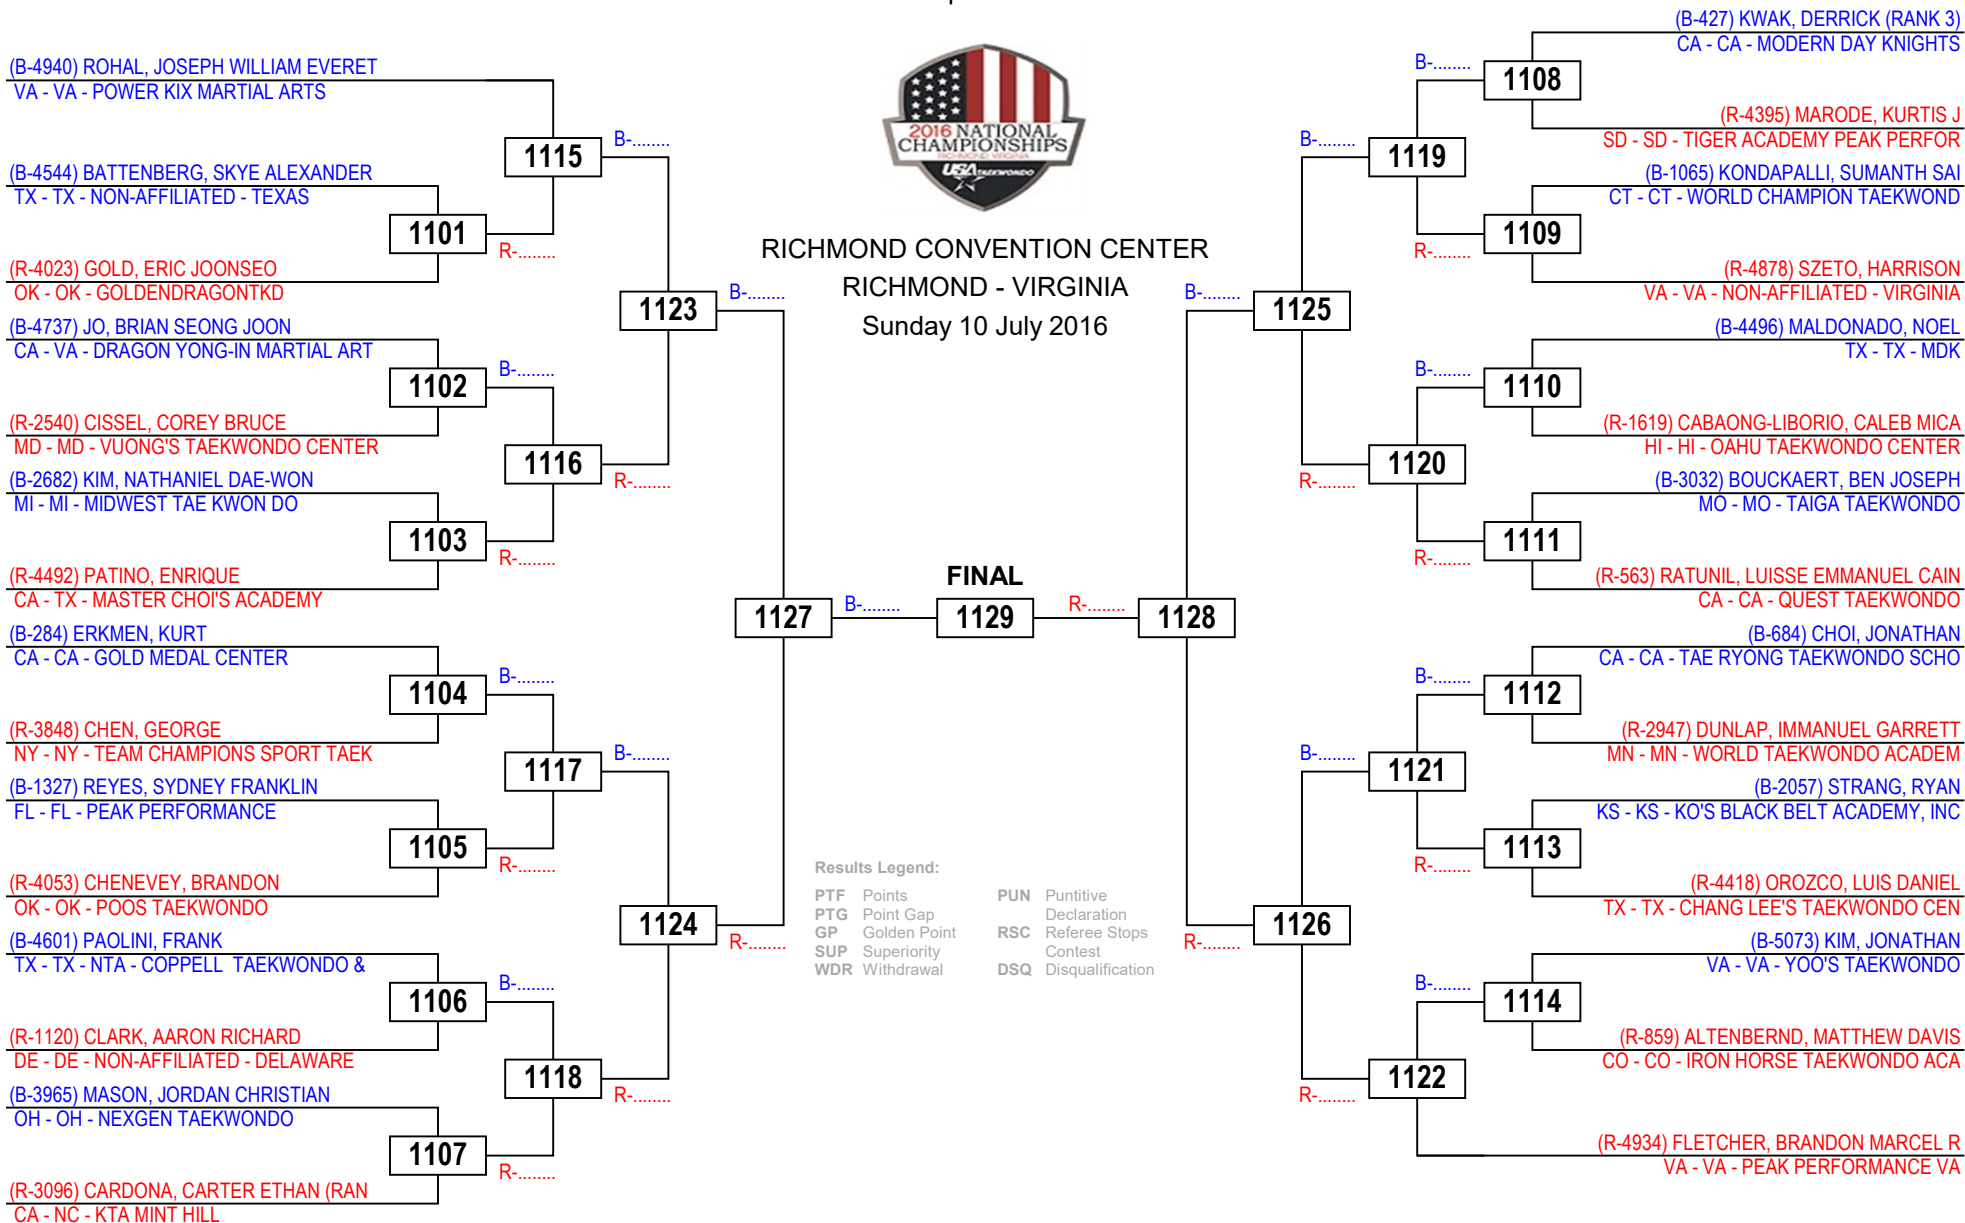 (B-4940) ROHAL, JOSEPH WILLIAM EVERET
VA - VA - POWER KIX MARTIAL ARTS
1115
B-........
(B-4544) BATTENBERG, SKYE ALEXANDER
TX - TX - NON-AFFILIATED - TEXAS
1101
R-........
(R-4023) GOLD, ERIC JOONSEO
OK - OK - GOLDENDRAGONTKD
1123
B-........
(B-4737) JO, BRIAN SEONG JOON
CA - VA - DRAGON YONG-IN MARTIAL ART
1102
B-........
(R-2540) CISSEL, COREY BRUCE
MD - MD - VUONG'S TAEKWONDO CENTER
1116
R-........
(B-2682) KIM, NATHANIEL DAE-WON
MI - MI - MIDWEST TAE KWON DO
1103
R-........
(R-4492) PATINO, ENRIQUE
CA - TX - MASTER CHOI'S ACADEMY
1127
B-........
(B-284) ERKMEN, KURT
CA - CA - GOLD MEDAL CENTER
1104
B-........
(R-3848) CHEN, GEORGE
NY - NY - TEAM CHAMPIONS SPORT TAEK
1117
B-........
(B-1327) REYES, SYDNEY FRANKLIN
FL - FL - PEAK PERFORMANCE
1105
R-........
(R-4053) CHENEVEY, BRANDON
OK - OK - POOS TAEKWONDO
1124
R-........
(B-4601) PAOLINI, FRANK
TX - TX - NTA - COPPELL TAEKWONDO &
1106
B-........
(R-1120) CLARK, AARON RICHARD
DE - DE - NON-AFFILIATED - DELAWARE
1118
R-........
(B-3965) MASON, JORDAN CHRISTIAN
OH - OH - NEXGEN TAEKWONDO
1107
R-........
(R-3096) CARDONA, CARTER ETHAN (RAN
CA - NC - KTA MINT HILL
2016 NATIONAL
CHAMPIONSHIPS
RICHMOND, VIRGINIA
USA TAEKWONDO
RICHMOND CONVENTION CENTER
RICHMOND - VIRGINIA
Sunday 10 July 2016
FINAL
1129
Results Legend:
PTF Points
PTG Point Gap
GP Golden Point
SUP Superiority
WDR Withdrawal
PUN Puntitive
Declaration
RSC Referee Stops
Contest
DSQ Disqualification
(B-427) KWAK, DERRICK (RANK 3)
CA - CA - MODERN DAY KNIGHTS
B-........
1108
(R-4395) MARODE, KURTIS J
SD - SD - TIGER ACADEMY PEAK PERFOR
B-........
1119
(B-1065) KONDAPALLI, SUMANTH SAI
CT - CT - WORLD CHAMPION TAEKWOND
R-........
1109
(R-4878) SZETO, HARRISON
VA - VA - NON-AFFILIATED - VIRGINIA
B-........
1125
(B-4496) MALDONADO, NOEL
TX - TX - MDK
B-........
1110
(R-1619) CABAONG-LIBORIO, CALEB MICA
HI - HI - OAHU TAEKWONDO CENTER
R-........
1120
(B-3032) BOUCKAERT, BEN JOSEPH
MO - MO - TAIGA TAEKWONDO
R-........
1111
(R-563) RATUNIL, LUISSE EMMANUEL CAIN
CA - CA - QUEST TAEKWONDO
R-........
1128
(B-684) CHOI, JONATHAN
CA - CA - TAE RYONG TAEKWONDO SCHO
B-........
1112
(R-2947) DUNLAP, IMMANUEL GARRETT
MN - MN - WORLD TAEKWONDO ACADEM
B-........
1121
(B-2057) STRANG, RYAN
KS - KS - KO'S BLACK BELT ACADEMY, INC
R-........
1113
(R-4418) OROZCO, LUIS DANIEL
TX - TX - CHANG LEE'S TAEKWONDO CEN
R-........
1126
(B-5073) KIM, JONATHAN
VA - VA - YOO'S TAEKWONDO
B-........
1114
(R-859) ALTENBERND, MATTHEW DAVIS
CO - CO - IRON HORSE TAEKWONDO ACA
R-........
1122
(R-4934) FLETCHER, BRANDON MARCEL R
VA - VA - PEAK PERFORMANCE VA